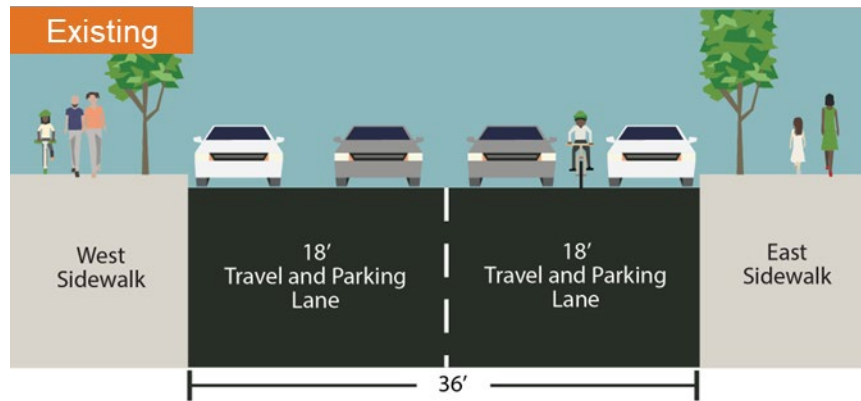 Existing
West
Sidewalk
18'
Travel and Parking
Lane
18'
Travel and Parking
Lane
East
Sidewalk
36'